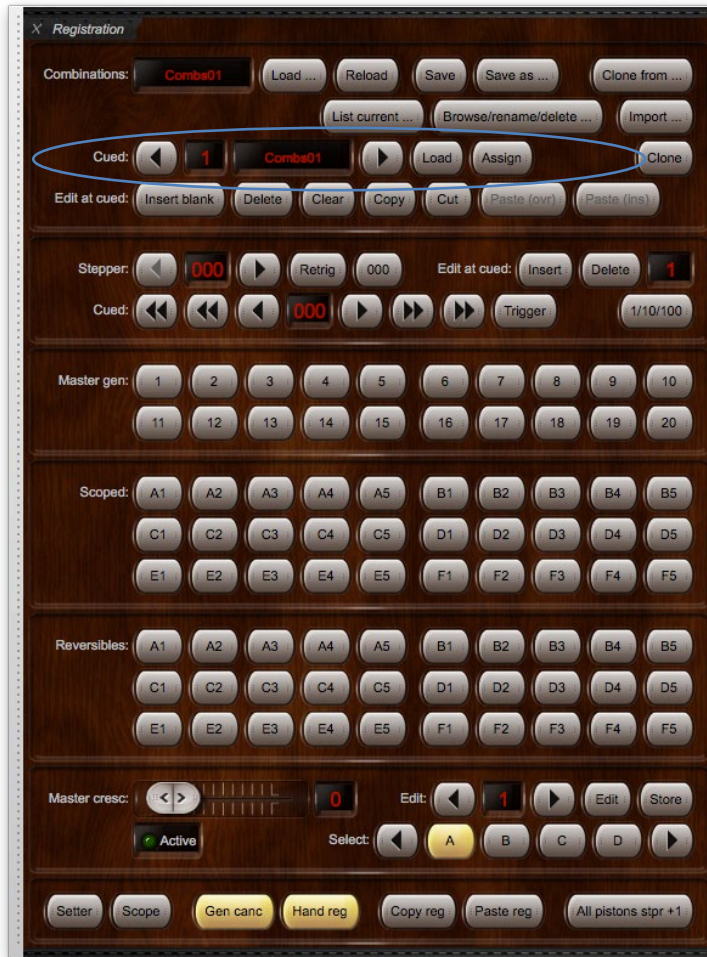 X Registration
Combinations: Combs01 Load ... Reload Save Save as ... Clone from ...
List current ... Browse/rename/delete ... Import ...
Cued: 1 Combs01 Load Assign Clone
Edit at cued: Insert blank Delete Clear Copy Cut Paste (ovr) Paste (ins)
Stepper: 000 Retrig 000 Edit at cued: Insert Delete 1
Cued: 000 Trigger 1/10/100
Master gen: 1 2 3 4 5 6 7 8 9 10
11 12 13 14 15 16 17 18 19 20
Scoped: A1 A2 A3 A4 A5 B1 B2 B3 B4 B5
C1 C2 C3 C4 C5 D1 D2 D3 D4 D5
E1 E2 E3 E4 E5 F1 F2 F3 F4 F5
Reversibles: A1 A2 A3 A4 A5 B1 B2 B3 B4 B5
C1 C2 C3 C4 C5 D1 D2 D3 D4 D5
E1 E2 E3 E4 E5 F1 F2 F3 F4 F5
Master cresc: < > 0 Edit: 1 Edit Store
Active Select: A B C D
Setter Scope Gen canc Hand reg Copy reg Paste reg All pistons stpr +1